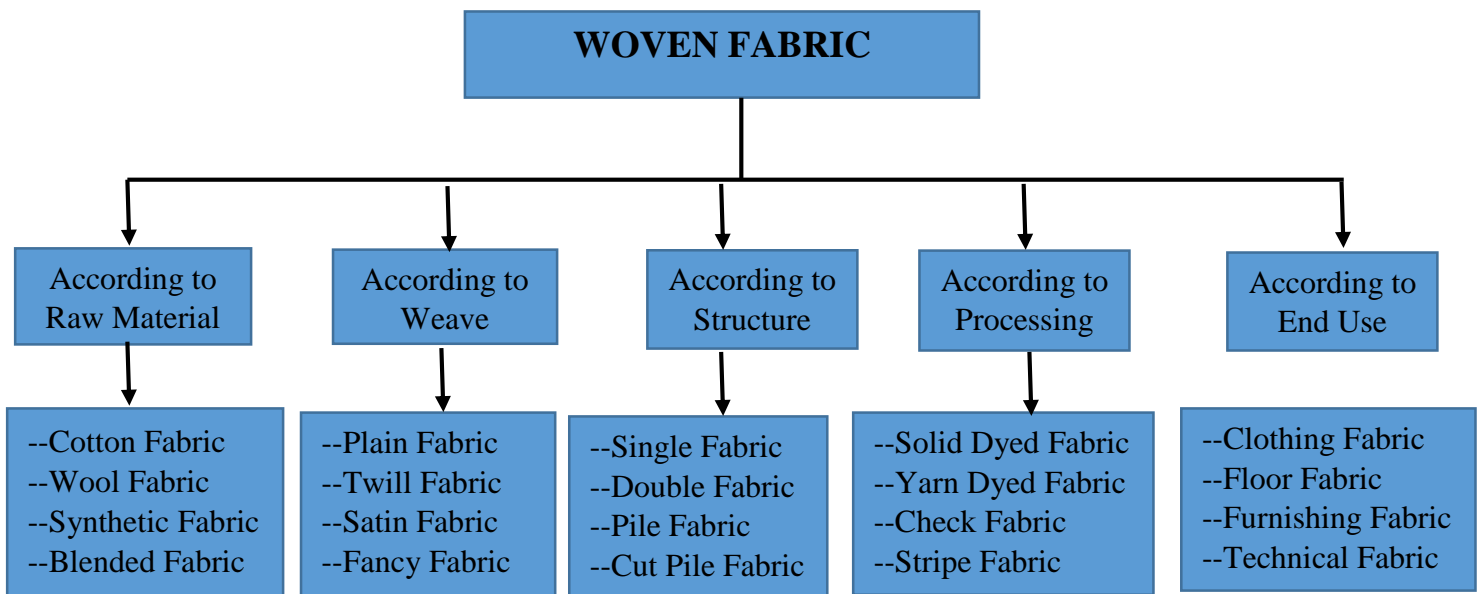 WOVEN FABRIC
According to
Raw Material
According to
Weave
According to
Structure
According to
Processing
According to
End Use
--Cotton Fabric
--Wool Fabric
--Synthetic Fabric
--Blended Fabric
--Plain Fabric
--Twill Fabric
--Satin Fabric
--Fancy Fabric
--Single Fabric
--Double Fabric
--Pile Fabric
--Cut Pile Fabric
--Solid Dyed Fabric
--Yarn Dyed Fabric
--Check Fabric
--Stripe Fabric
--Clothing Fabric
--Floor Fabric
--Furnishing Fabric
--Technical Fabric